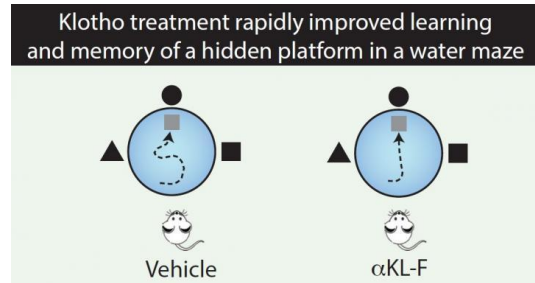 Klotho treatment rapidly improved learning
and memory of a hidden platform in a water maze
Vehicle
αKL-F